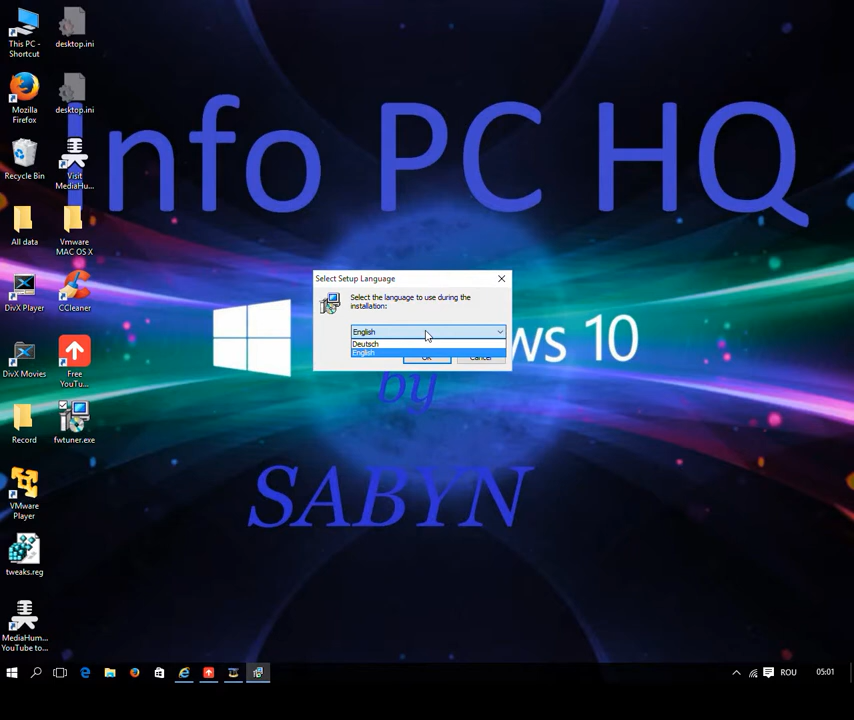 This PC -
Shortcut
desktop.ini
Mozilla
Firefox
desktop.ini
Recycle Bin
Visit
MediaHu...
All data
Vmware
MAC OS X
DivX Player
CCleaner
DivX Movies
Free
YouTu...
Record
fwtuner.exe
VMware
Player
tweaks.reg
MediaHum...
YouTube to...
Info PC HQ
Windows 10
by
SABYN
Select Setup Language
Select the language to use during the
installation:
English
Deutsch
English
OK
Cancel
ROU
05:01